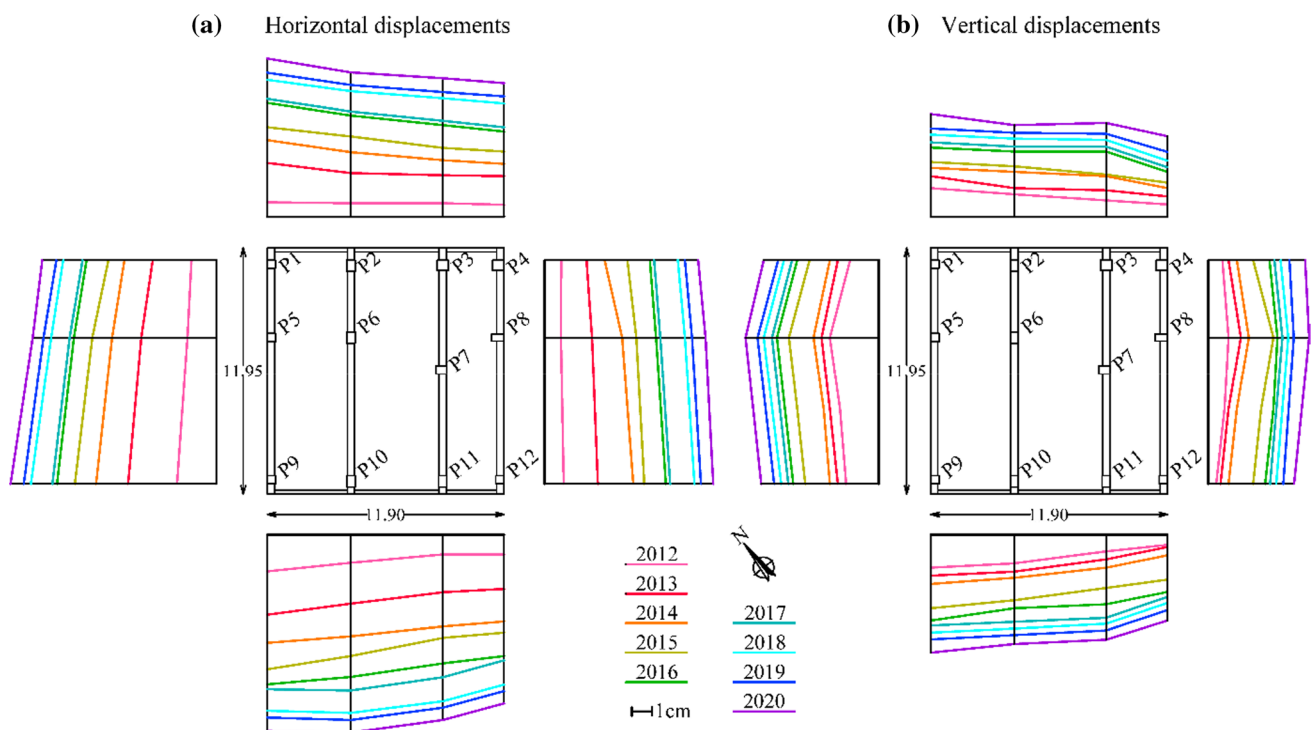 (a) Horizontal displacements
(b) Vertical displacements
P1 P2 P3 P4
P5 P6 P8
P7
11.95
P9 P10 P11 P12
11.90
P1 P2 P3 P4
P5 P6 P8
P7
11.95
P9 P10 P11 P12
11.90
N
2012
2013
2014
2015
2016
1cm
2017
2018
2019
2020